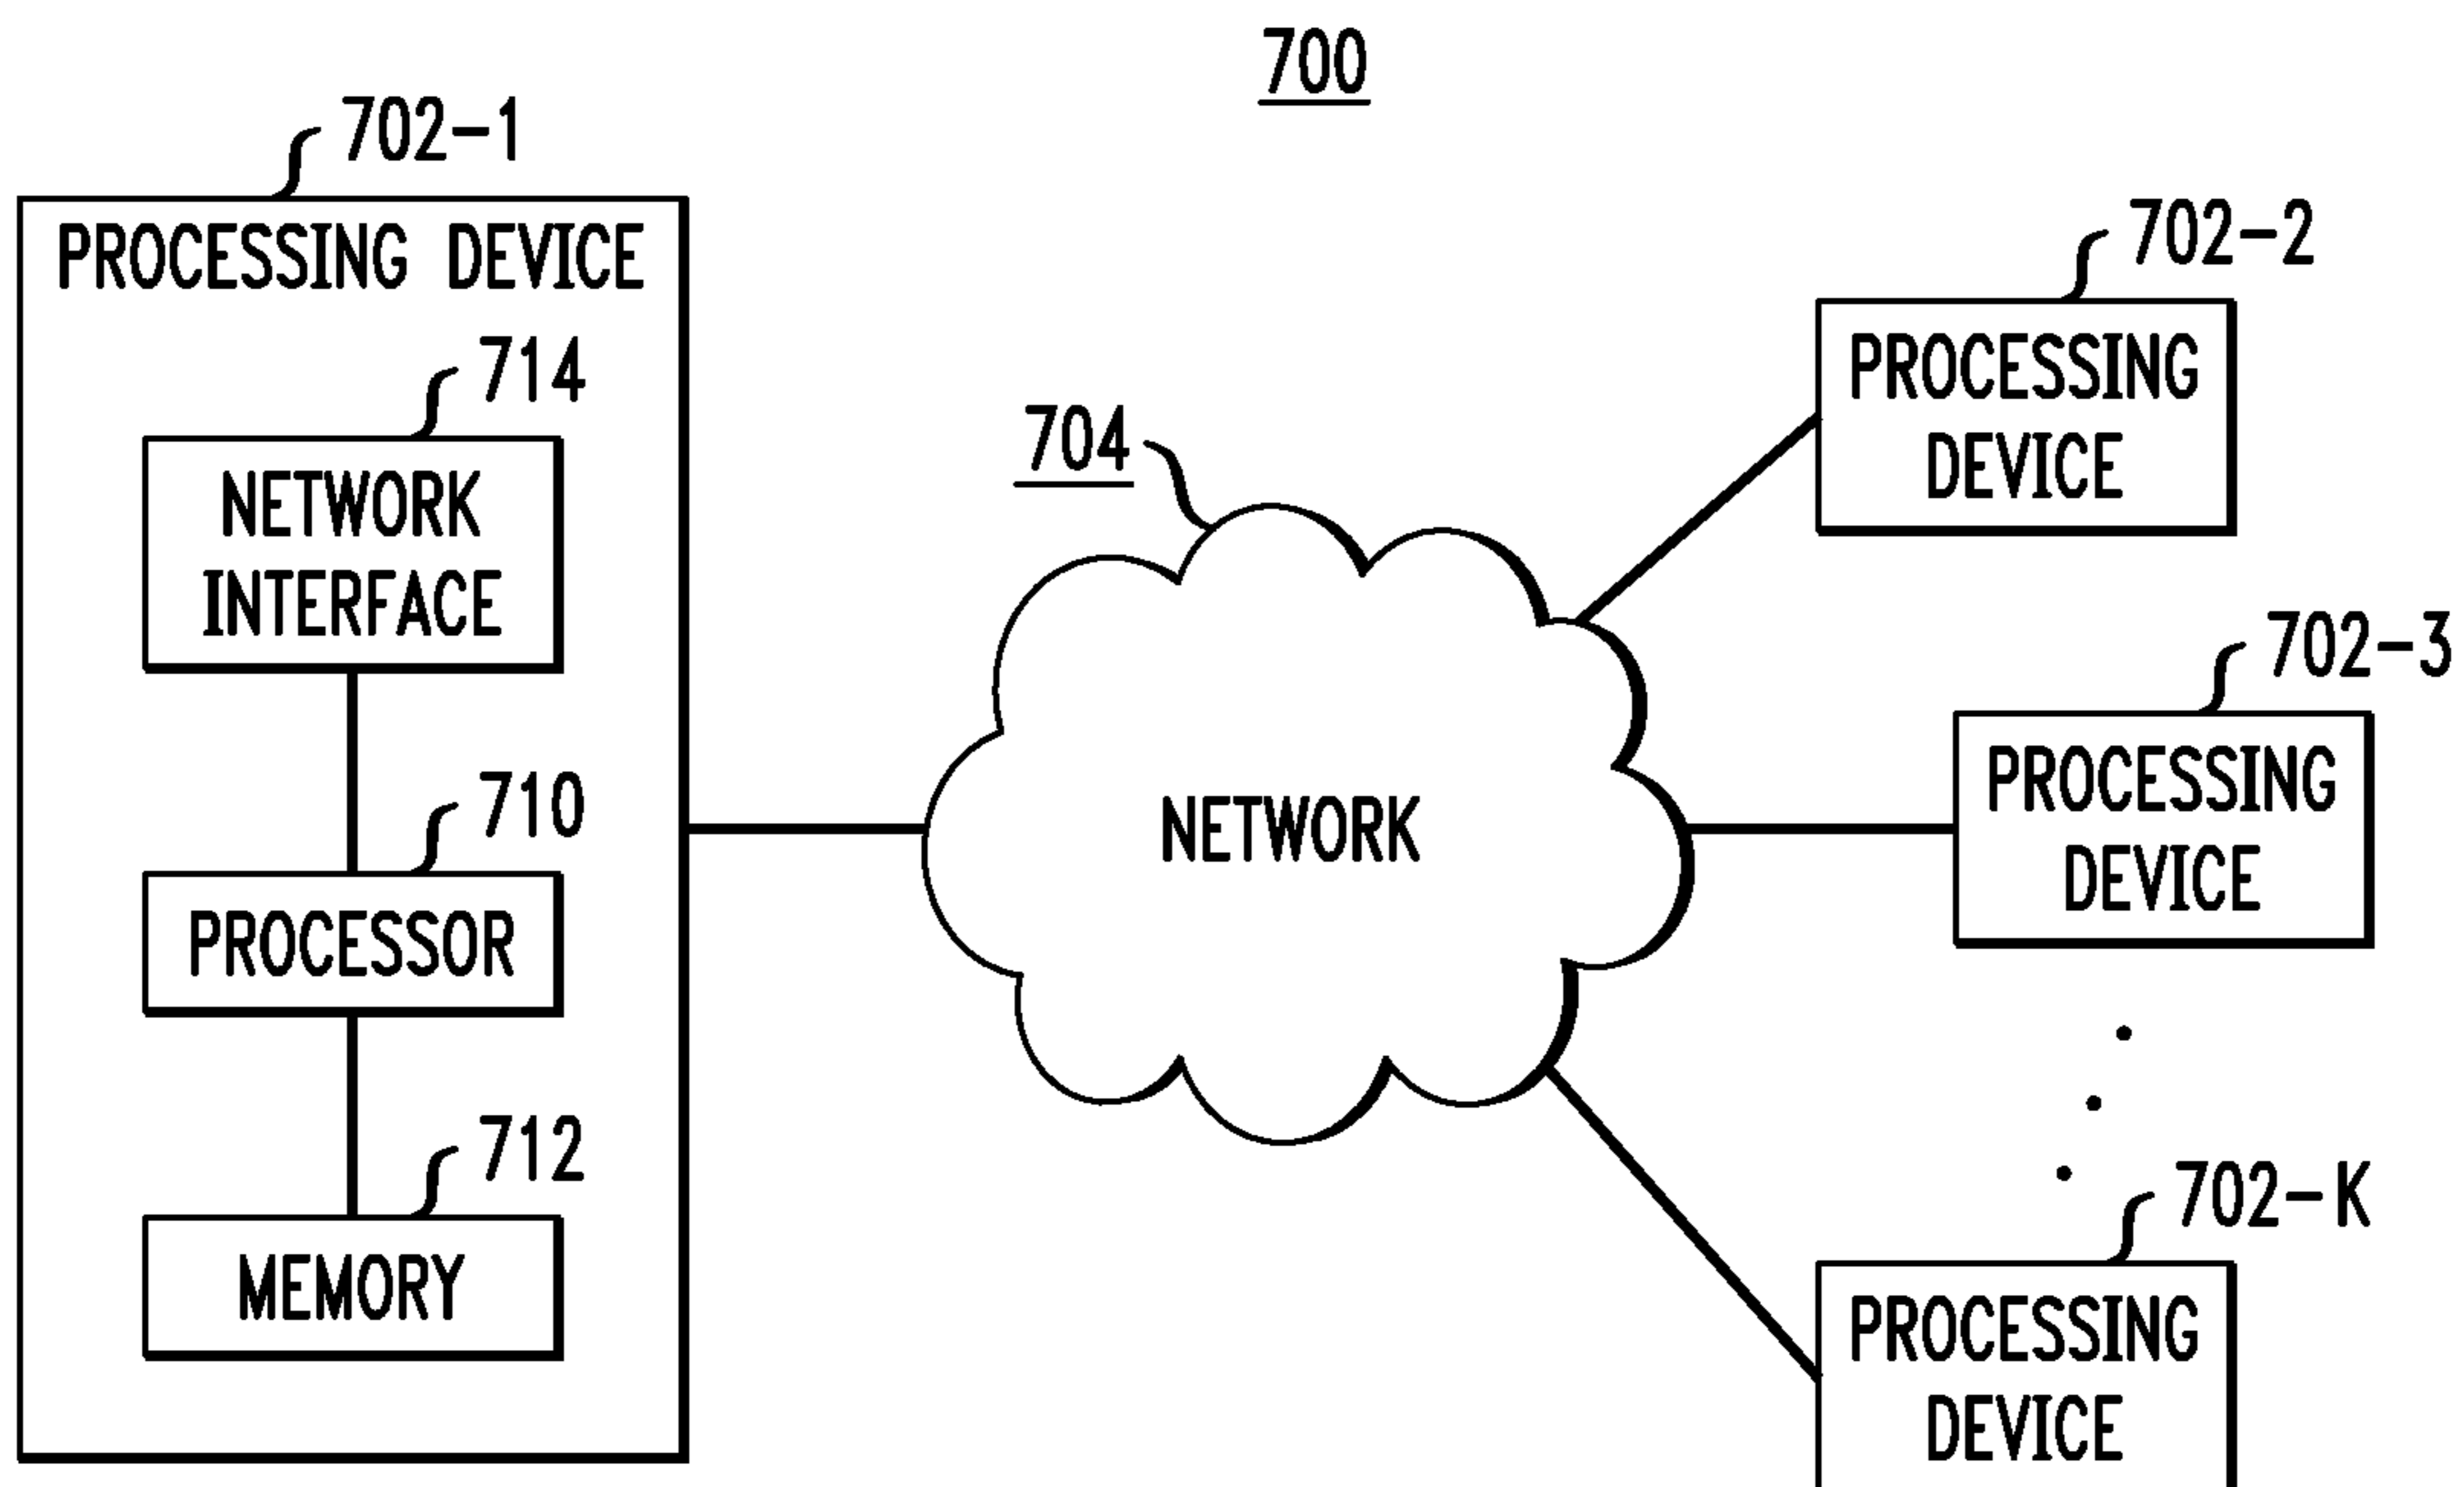 700
702-1
PROCESSING DEVICE
714
NETWORK
INTERFACE
710
PROCESSOR
712
MEMORY
704
NETWORK
702-2
PROCESSING
DEVICE
702-3
PROCESSING
DEVICE
702-K
PROCESSING
DEVICE